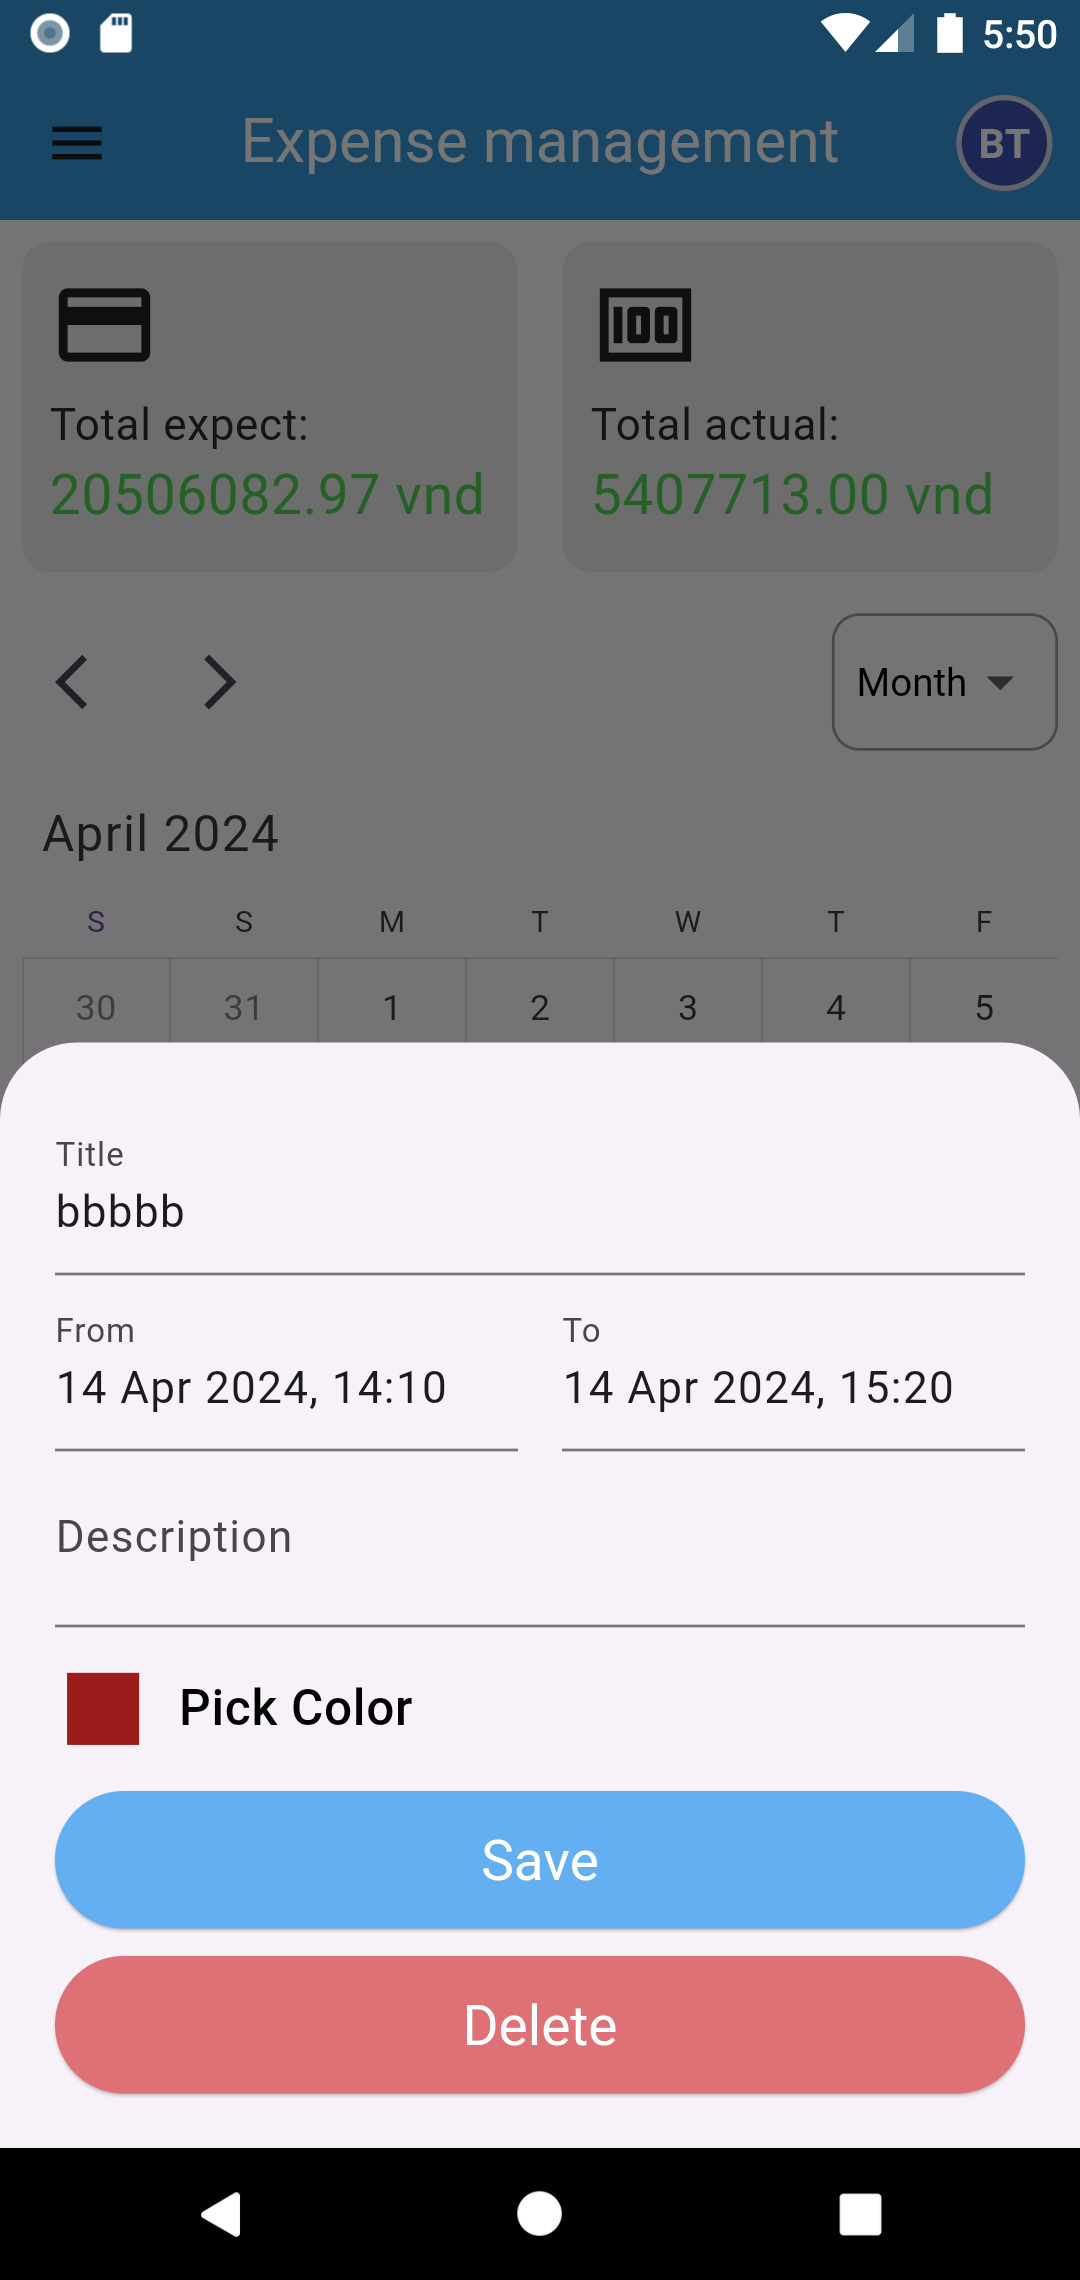 5:50
Expense management
BT
100
Total expect:
Total actual:
20506082.97 vnd
5407713.00 vnd
Month
April 2024
S S M T W T F
30 31 1 2 3 4 5
Title
bbbbb
From
To
14 Apr 2024, 14:10
14 Apr 2024, 15:20
Description
Pick Color
Save
Delete